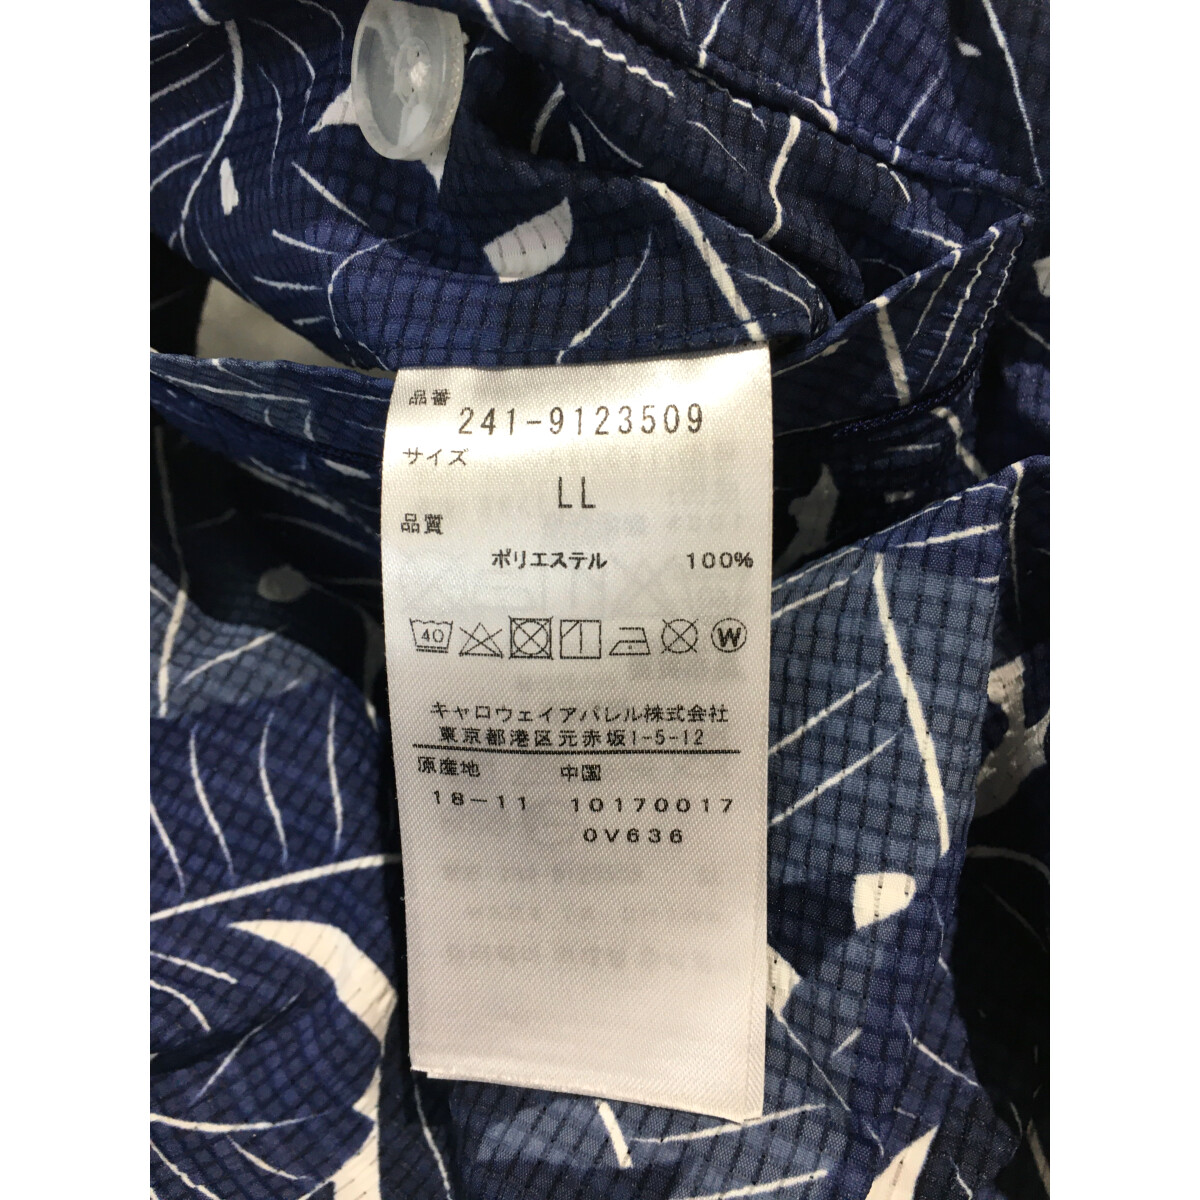 品番
241-9123509
サイズ
LL
品質
ポリエステル 100%
40 W
キャロウェイアパレル株式会社
東京都港区元赤坂1-5-12
原産地 中国
18-11 10170017
0V636